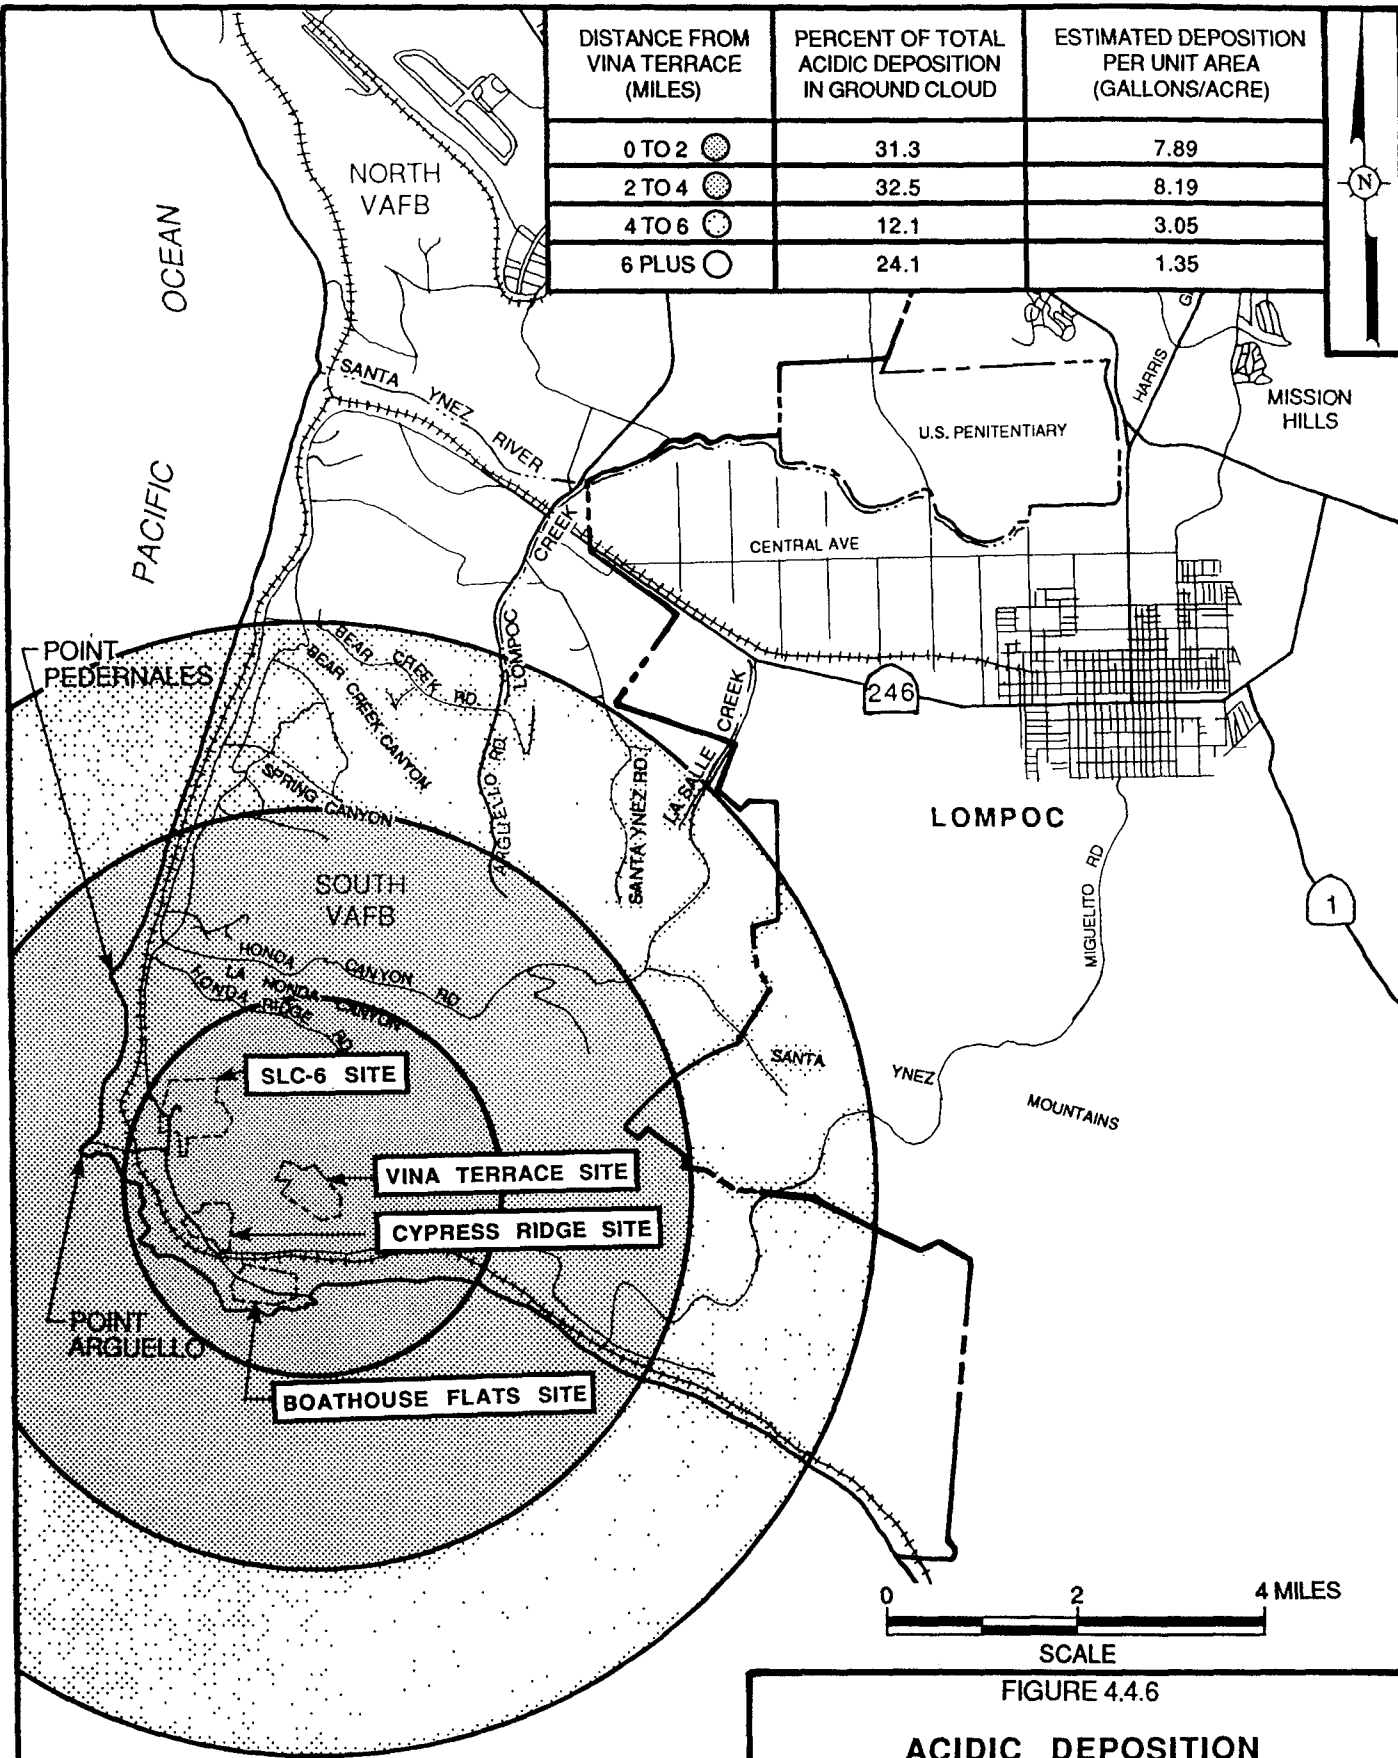 DISTANCE FROM
VINA TERRACE
(MILES)
PERCENT OF TOTAL
ACIDIC DEPOSITION
IN GROUND CLOUD
ESTIMATED DEPOSITION
PER UNIT AREA
(GALLONS/ACRE)
0 TO 2 31.3 7.89
2 TO 4 32.5 8.19
4 TO 6 12.1 3.05
6 PLUS 24.1 1.35
N
NORTH
VAFB
PACIFIC OCEAN
SANTA YNEZ RIVER
HARRIS
MISSION
HILLS
U.S. PENITENTIARY
CENTRAL AVE
LOMPOC CREEK
POINT
PEDERNALES
BEAR CREEK RD
BEAR CREEK CANYON
246
LA SALLE CREEK
SANTA YNEZ RD
ARGUELLO RD
SPRING CANYON
LOMPOC
SOUTH
VAFB
MIGUELITO RD
1
HONDA CANYON RD
LA HONDA CANYON
HONDA RIDGE RD
SANTA YNEZ MOUNTAINS
SLC-6 SITE
VINA TERRACE SITE
CYPRESS RIDGE SITE
POINT
ARGUELLO
BOATHOUSE FLATS SITE
0 2 4 MILES
SCALE
FIGURE 4.4.6
ACIDIC DEPOSITION